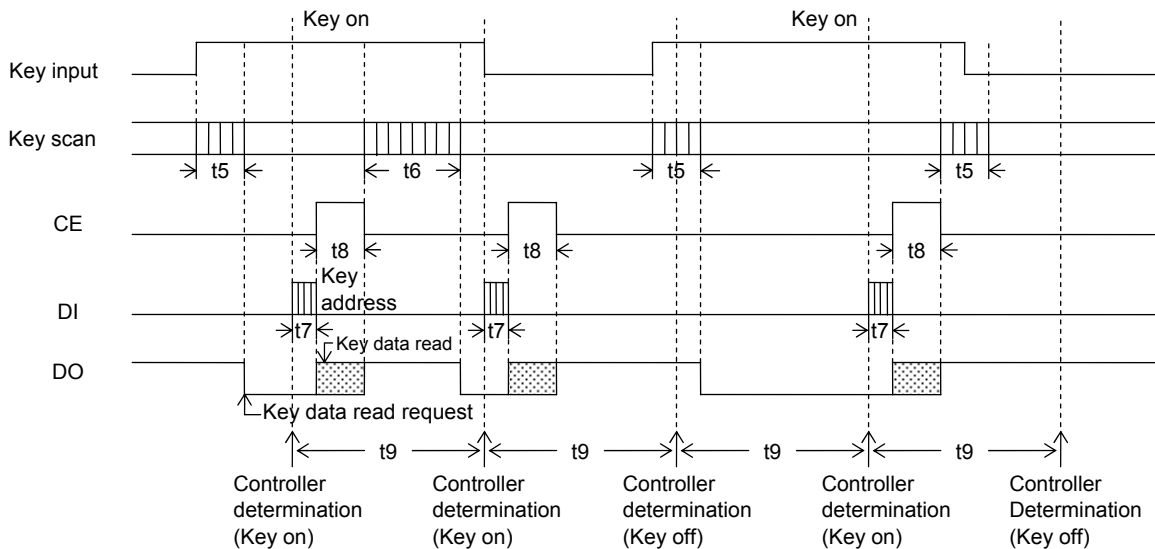 Key on
Key on
Key input
Key scan
t5
t6
t5
t5
CE
t8
t8
t8
Key
address
DI
t7
t7
t7
Key data read
DO
Key data read request
t9
t9
t9
t9
Controller
determination
(Key on)
Controller
determination
(Key on)
Controller
determination
(Key off)
Controller
determination
(Key on)
Controller
Determination
(Key off)